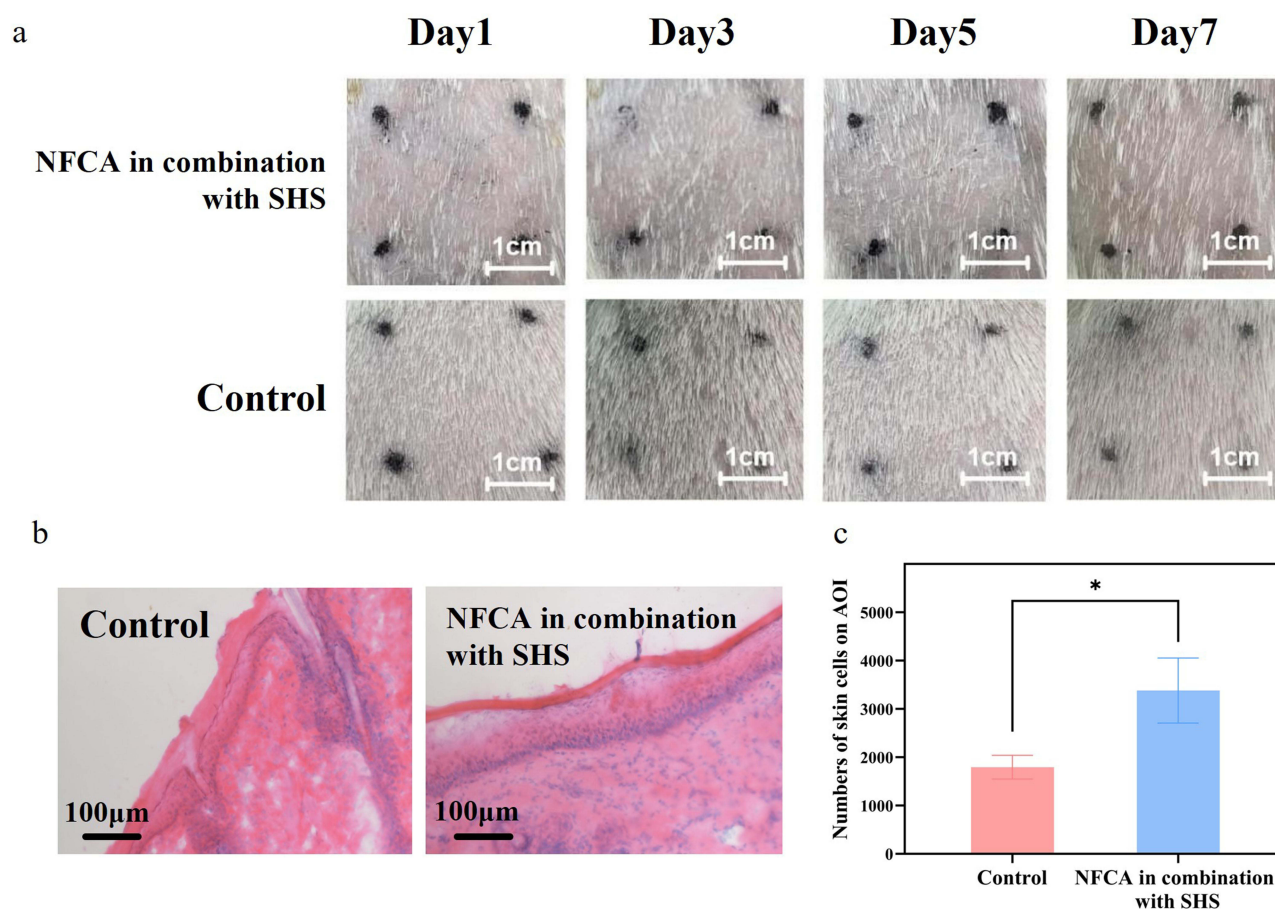 a
Day1
Day3
Day5
Day7
NFCA in combination
with SHS
1cm
1cm
1cm
1cm
Control
1cm
1cm
1cm
1cm
b
Control
100μm
NFCA in combination
with SHS
100μm
c
Numbers of skin cells on AOI
5000
4000
3000
2000
1000
0
*
Control
NFCA in combination
with SHS